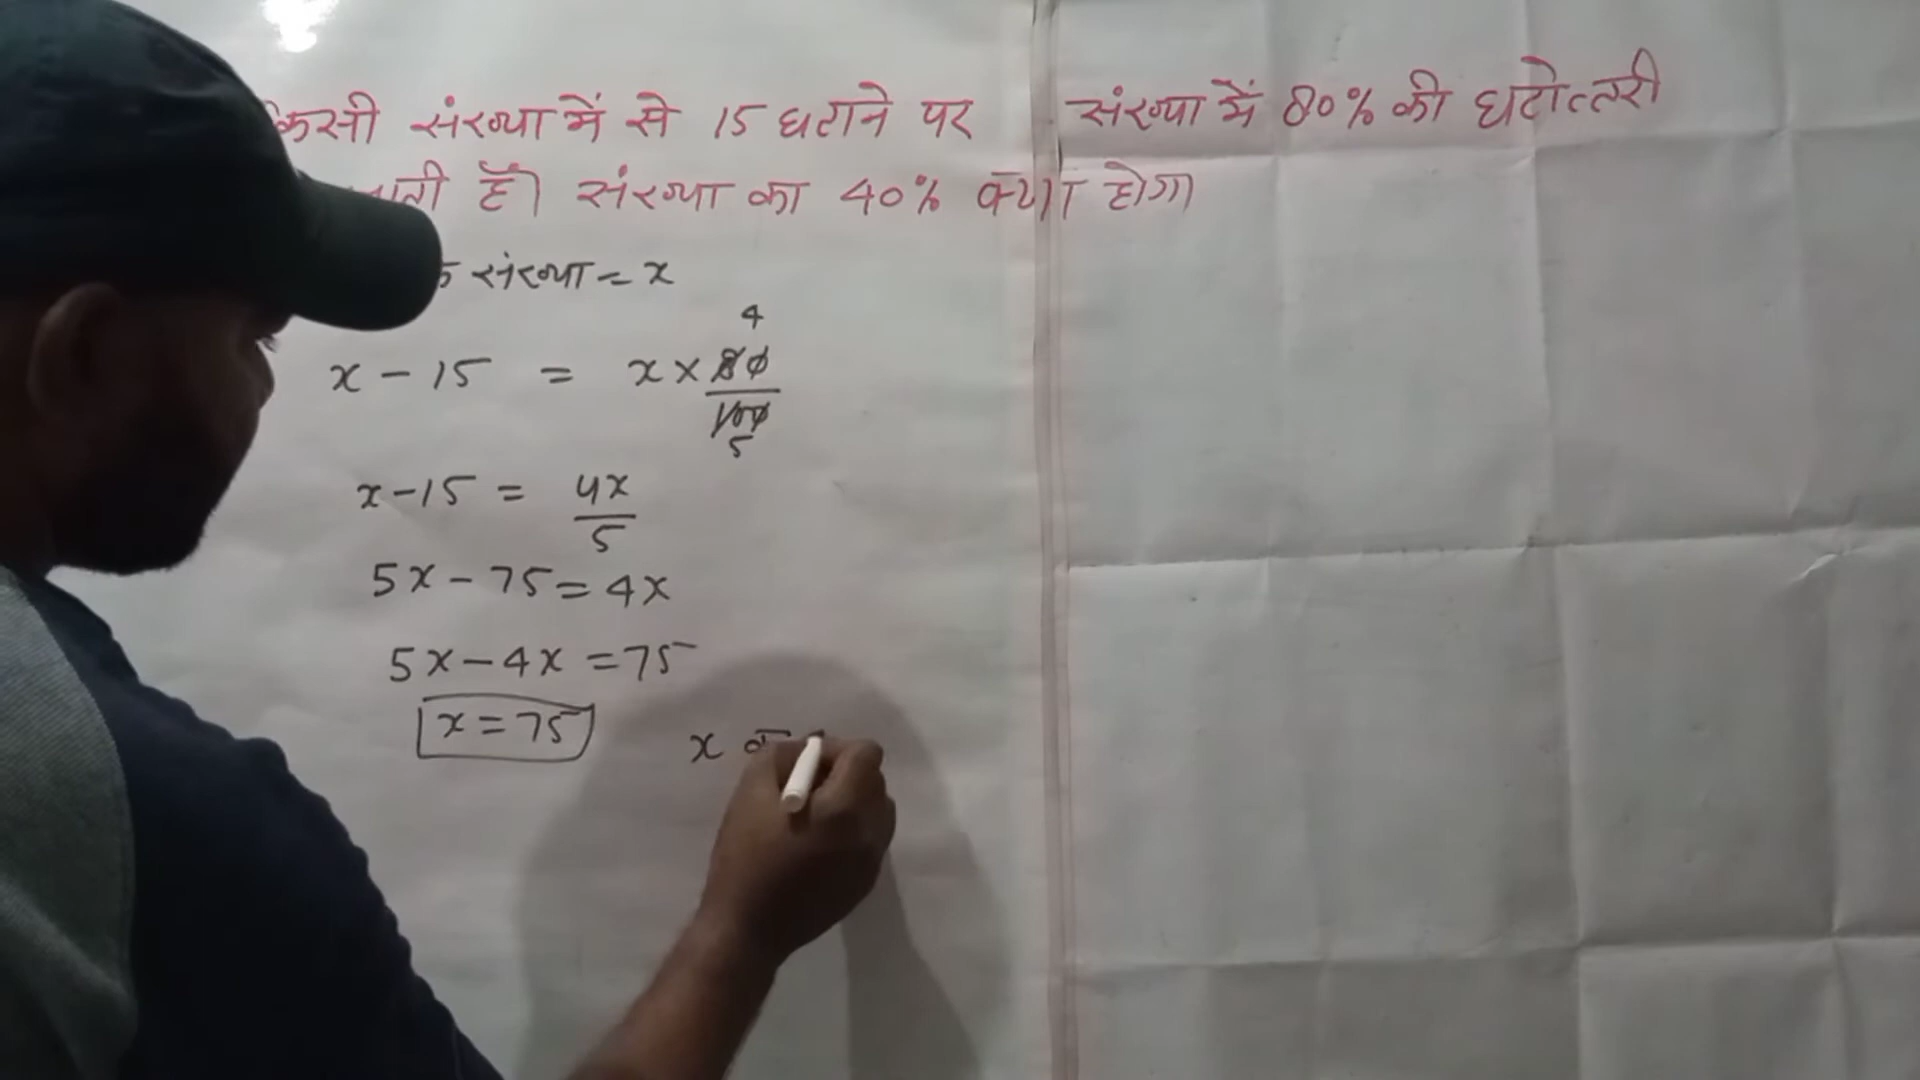 किसी संख्या में से 15 घटाने पर संख्या में 80% की घटोत्तरी
है। संख्या का 40% क्या होगा
संख्या = x
4
x - 15 = x × 80/100
5
x - 15 = 4x/5
5x - 75 = 4x
5x - 4x = 75
x = 75
x